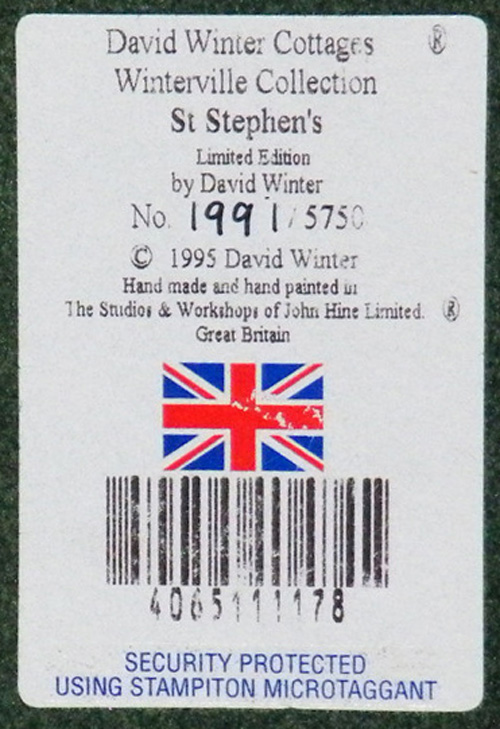 David Winter Cottages ®
Winterville Collection
St Stephen's
Limited Edition
by David Winter
No. 1991/5750
© 1995 David Winter
Hand made and hand painted in
The Studios & Workshops of John Hine Limited. ®
Great Britain
4065111178
SECURITY PROTECTED
USING STAMPITON MICROTAGGANT